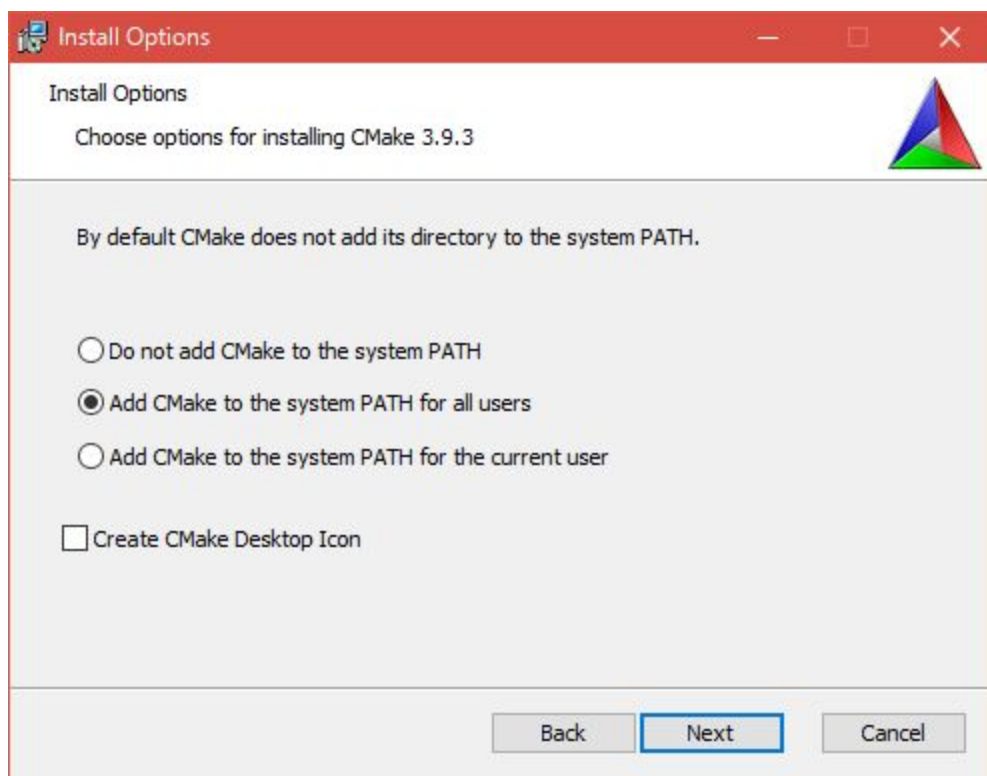 Install Options
Install Options
Choose options for installing CMake 3.9.3
By default CMake does not add its directory to the system PATH.
Do not add CMake to the system PATH
Add CMake to the system PATH for all users
Add CMake to the system PATH for the current user
Create CMake Desktop Icon
Back Next Cancel